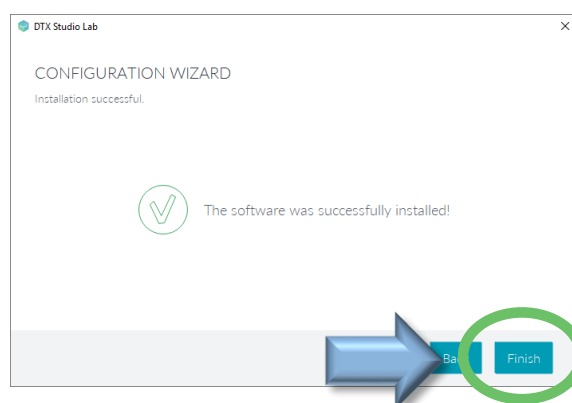 DTX Studio Lab
CONFIGURATION WIZARD
Installation successful.
The software was successfully installed!
Finish